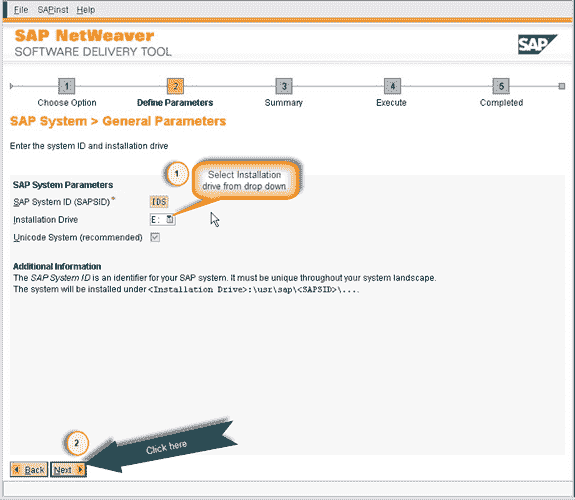 File SAPinst Help
SAP NetWeaver
SOFTWARE DELIVERY TOOL
SAP
1 2 3 4 5
Choose Option Define Parameters Summary Execute Completed
SAP System > General Parameters
Enter the system ID and installation drive
1
Select Installation
drive from drop down
SAP System Parameters
SAP System ID (SAPSID) * IDS
Installation Drive E:
Unicode System (recommended)
Additional Information
The SAP System ID is an identifier for your SAP system. It must be unique throughout your system landscape.
The system will be installed under <Installation Drive>:\usr\sap\<SAPSID>\....
2
Click here
Back Next